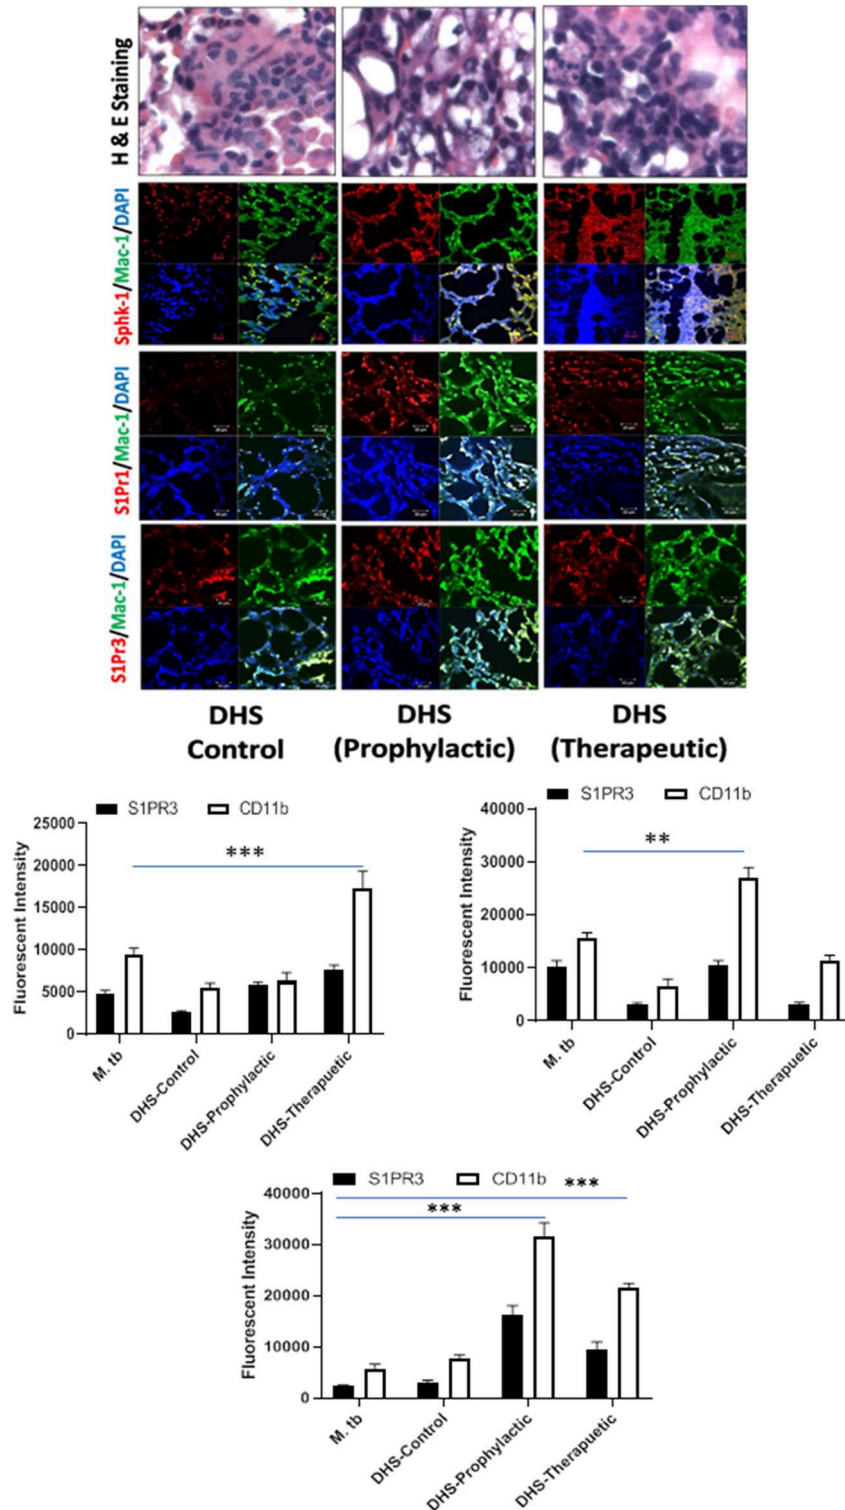 H & E Staining
Sphk-1/Mac-1/DAPI
S1Pr1/Mac-1/DAPI
S1Pr3/Mac-1/DAPI
DHS
Control
DHS
(Prophylactic)
DHS
(Therapeutic)
S1PR3 CD11b
Fluorescent Intensity
25000
20000
15000
10000
5000
0
***
M. tb
DHS-Control
DHS-Prophylactic
DHS-Therapuetic
S1PR3 CD11b
Fluorescent Intensity
40000
30000
20000
10000
0
**
M. tb
DHS-Control
DHS-Prophylactic
DHS-Therapuetic
S1PR3 CD11b
Fluorescent Intensity
40000
30000
20000
10000
0
***
***
M. tb
DHS-Control
DHS-Prophylactic
DHS-Therapuetic